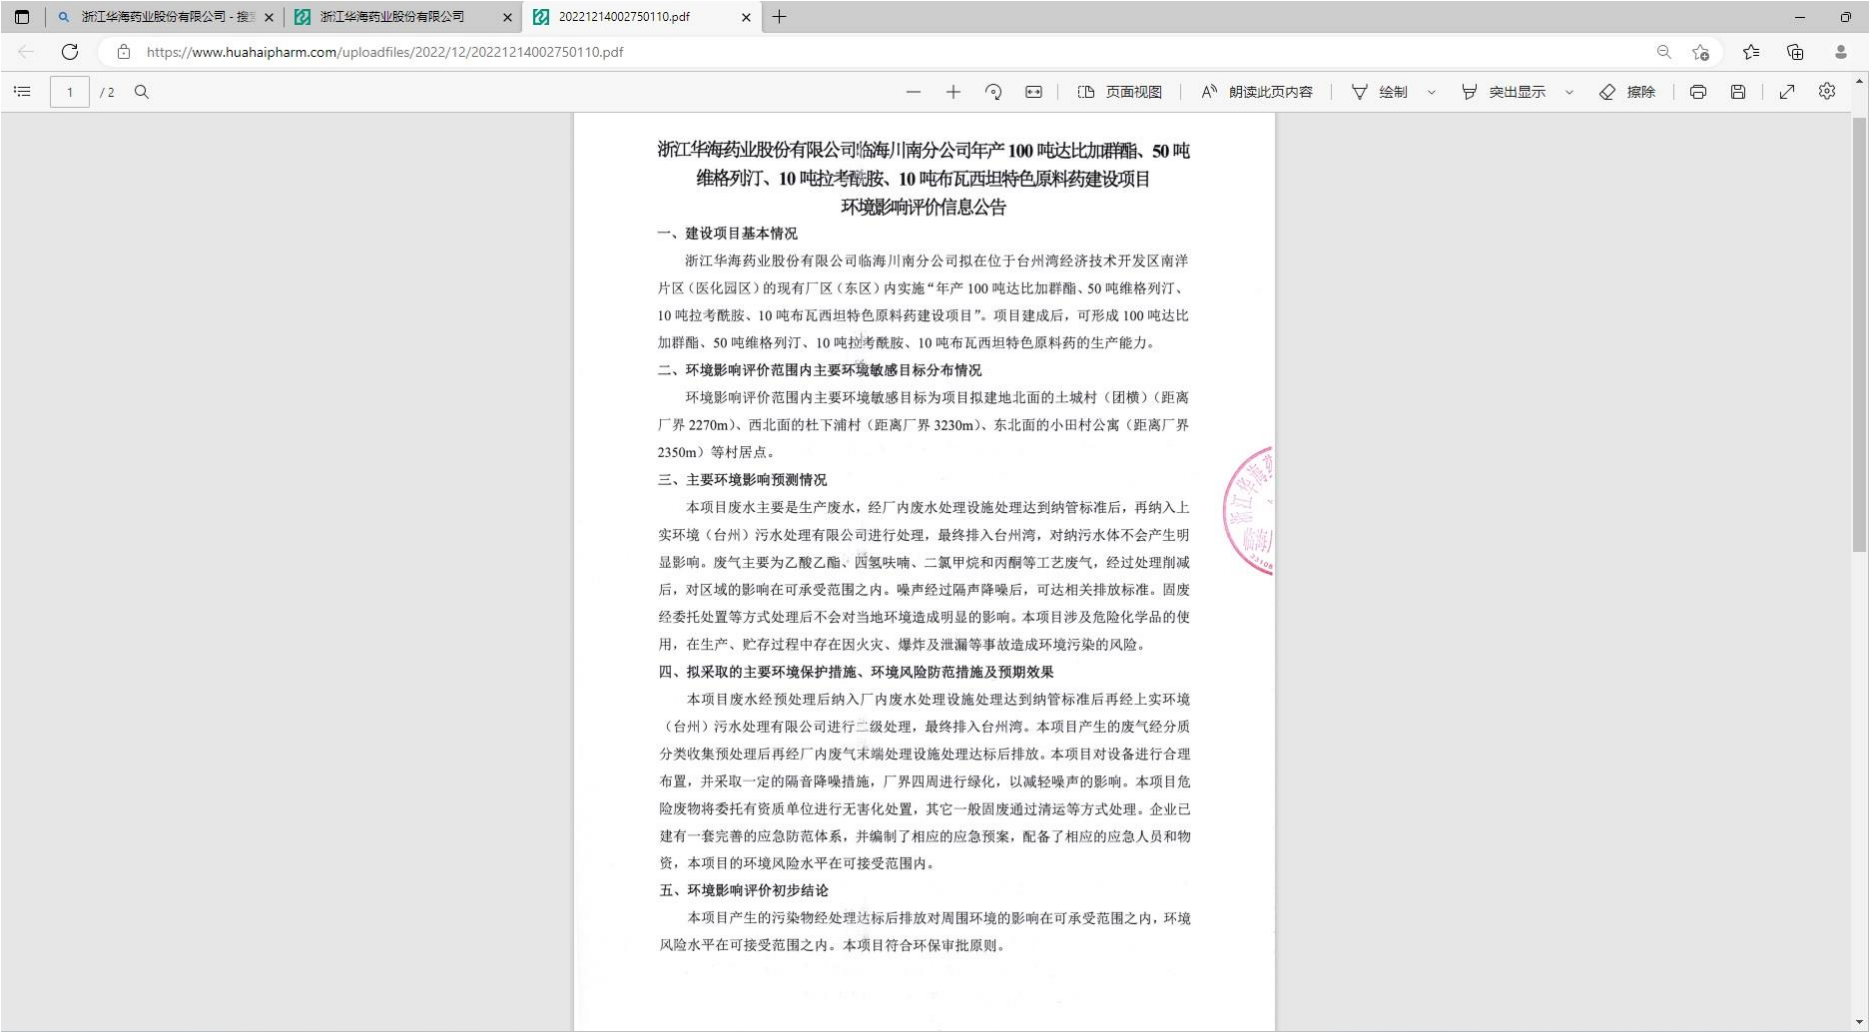 浙江华海药业股份有限公司 - 搜
浙江华海药业股份有限公司
20221214002750110.pdf
https://www.huahaipharm.com/uploadfiles/2022/12/20221214002750110.pdf
1 / 2
页面视图
朗读此页内容
绘制
突出显示
擦除
浙江华海药业股份有限公司临海川南分公司年产 100 吨达比加群酯、50 吨
维格列汀、10 吨拉考酰胺、10 吨布瓦西坦特色原料药建设项目
环境影响评价信息公告
一、建设项目基本情况
浙江华海药业股份有限公司临海川南分公司拟在位于台州湾经济技术开发区南洋
片区（医化园区）的现有厂区（东区）内实施“年产 100 吨达比加群酯、50 吨维格列汀、
10 吨拉考酰胺、10 吨布瓦西坦特色原料药建设项目”。项目建成后，可形成 100 吨达比
加群酯、50 吨维格列汀、10 吨拉考酰胺、10 吨布瓦西坦特色原料药的生产能力。
二、环境影响评价范围内主要环境敏感目标分布情况
环境影响评价范围内主要环境敏感目标为项目拟建地北面的土城村（团横）（距离
厂界 2270m）、西北面的杜下浦村（距离厂界 3230m）、东北面的小田村公寓（距离厂界
2350m）等村居点。
三、主要环境影响预测情况
本项目废水主要是生产废水，经厂内废水处理设施处理达到纳管标准后，再纳入上
实环境（台州）污水处理有限公司进行处理，最终排入台州湾，对纳污水体不会产生明
显影响。废气主要为乙酸乙酯、四氢呋喃、二氯甲烷和丙酮等工艺废气，经过处理削减
后，对区域的影响在可承受范围之内。噪声经过隔声降噪后，可达相关排放标准。固废
经委托处置等方式处理后不会对当地环境造成明显的影响。本项目涉及危险化学品的使
用，在生产、贮存过程中存在因火灾、爆炸及泄漏等事故造成环境污染的风险。
四、拟采取的主要环境保护措施、环境风险防范措施及预期效果
本项目废水经预处理后纳入厂内废水处理设施处理达到纳管标准后再经上实环境
（台州）污水处理有限公司进行二级处理，最终排入台州湾。本项目产生的废气经分质
分类收集预处理后再经厂内废气末端处理设施处理达标后排放。本项目对设备进行合理
布置，并采取一定的隔音降噪措施，厂界四周进行绿化，以减轻噪声的影响。本项目危
险废物将委托有资质单位进行无害化处置，其它一般固废通过清运等方式处理。企业已
建有一套完善的应急防范体系，并编制了相应的应急预案，配备了相应的应急人员和物
资，本项目的环境风险水平在可接受范围内。
五、环境影响评价初步结论
本项目产生的污染物经处理达标后排放对周围环境的影响在可承受范围之内，环境
风险水平在可接受范围之内。本项目符合环保审批原则。
浙江华海药
临海